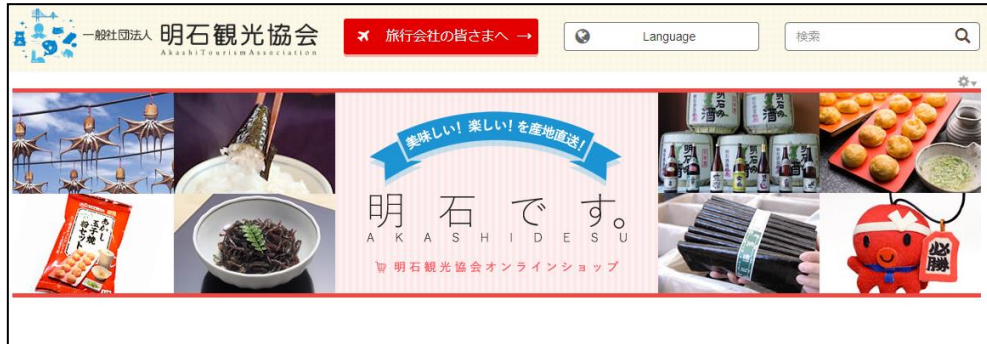 一般社団法人 明石観光協会
AkashiTourismAssociation
旅行会社の皆さまへ →
Language
検索
美味しい! 楽しい! を産地直送!
明石です。
AKASHIDESU
明石観光協会オンラインショップ
明石の酒
明石の酒
あかし
玉子焼
粉セット
必勝